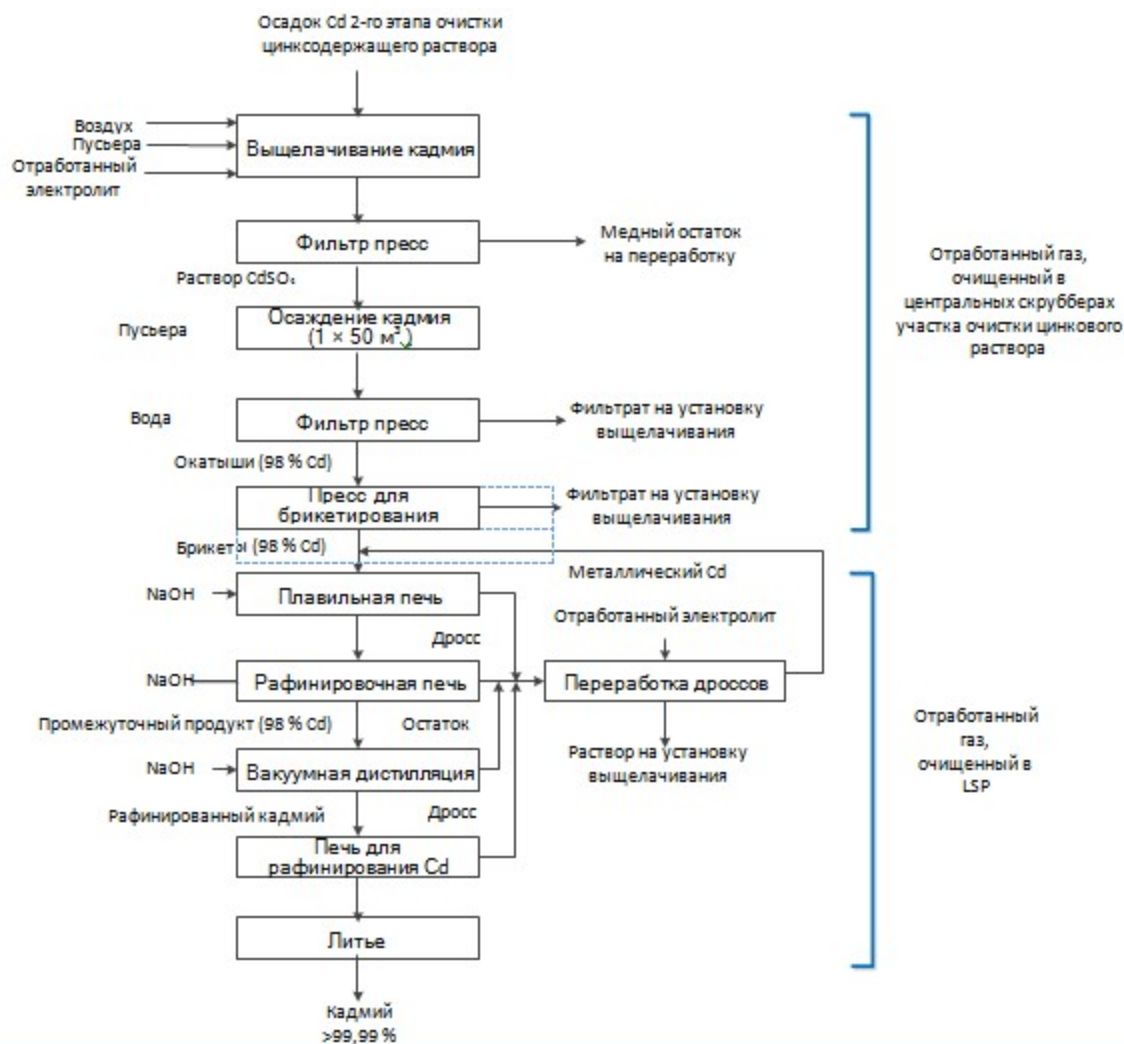 Осадок Cd 2-го этапа очистки
цинксодержащего раствора
Воздух
Пусьера
Отработанный
электролит
Выщелачивание кадмия
Фильтр пресс
Медный остаток
на переработку
Раствор CdSO₄
Пусьера
Осаждение кадмия
(1 × 50 м³)
Отработанный газ,
очищенный в
центральных скрубберах
участка очистки цинкового
раствора
Вода
Фильтр пресс
Фильтрат на установку
выщелачивания
Окатыши (98 % Cd)
Пресс для
брикетирования
Фильтрат на установку
выщелачивания
Брикеты (98 % Cd)
Металлический Cd
NaOH
Плавильная печь
Отработанный электролит
Дросс
NaOH
Рафинировочная печь
Переработка дроссов
Промежуточный продукт (98 % Cd)
Остаток
Раствор на установку
выщелачивания
Отработанный
газ,
очищенный в
LSP
NaOH
Вакуумная дистилляция
Рафинированный кадмий
Дросс
Печь для
рафинирования Cd
Литье
Кадмий
>99,99 %